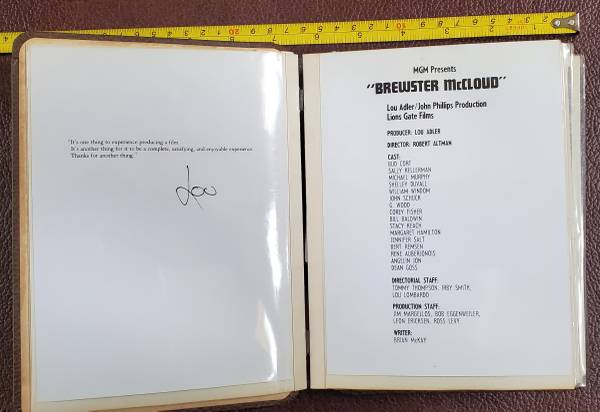 "It's one thing to experience producing a film.
It's another thing for it to be a complete, satisfying, and enjoyable experience.
Thanks for another thing."
Lou
MGM Presents
"BREWSTER McCLOUD"
Lou Adler/John Phillips Production
Lions Gate Films
PRODUCER: LOU ADLER
DIRECTOR: ROBERT ALTMAN
CAST:
BUD CORT
SALLY KELLERMAN
MICHAEL MURPHY
SHELLEY DUVALL
WILLIAM WINDOM
JOHN SCHUCK
G. WOOD
COREY FISHER
BILL BALDWIN
STACY KEACH
MARGARET HAMILTON
JENNIFER SALT
BERT REMSEN
RENE AUBERJONOIS
ANGELIN JON
DEAN GOSS
DIRECTORIAL STAFF:
TOMMY THOMPSON, IRBY SMITH,
LOU LOMBARDO
PRODUCTION STAFF:
JIM MARGELLOS, BOB EGGENWEILER,
LEON ERICKSEN, ROSS LEVY
WRITER:
BRIAN McKAY